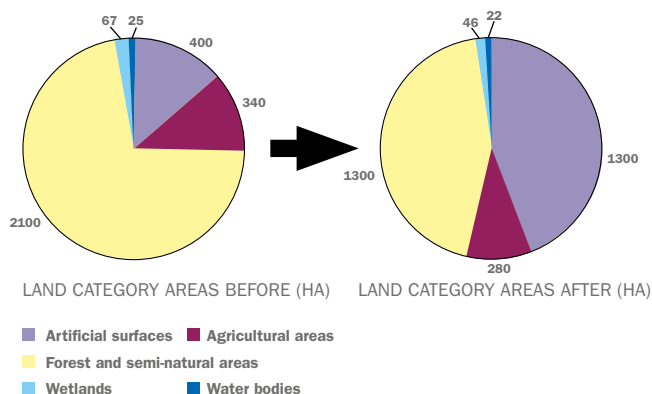 67 25
400
340
2100
46 22
1300
1300
280
LAND CATEGORY AREAS BEFORE (HA)
LAND CATEGORY AREAS AFTER (HA)
Artificial surfaces
Agricultural areas
Forest and semi-natural areas
Wetlands
Water bodies